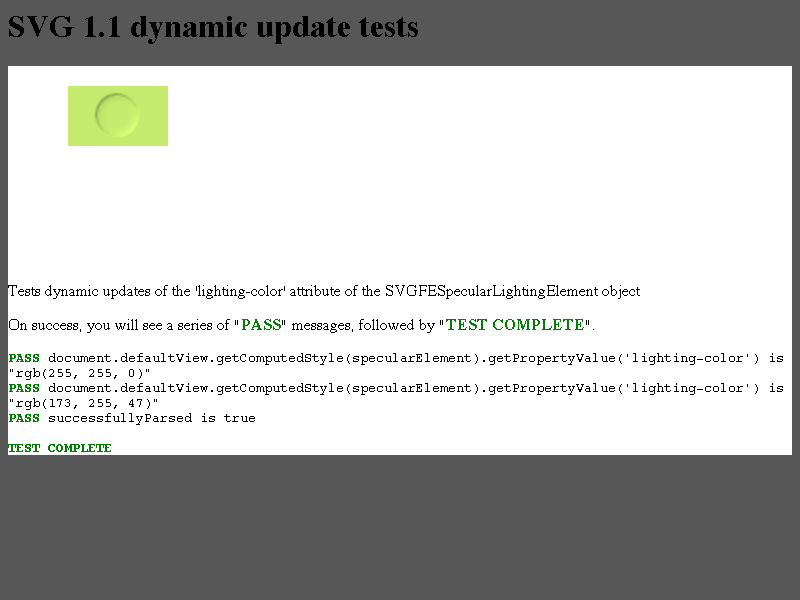 SVG 1.1 dynamic update tests
Tests dynamic updates of the 'lighting-color' attribute of the SVGFESpecularLightingElement object
On success, you will see a series of "PASS" messages, followed by "TEST COMPLETE".
PASS document.defaultView.getComputedStyle(specularElement).getPropertyValue('lighting-color') is
"rgb(255, 255, 0)"
PASS document.defaultView.getComputedStyle(specularElement).getPropertyValue('lighting-color') is
"rgb(173, 255, 47)"
PASS successfullyParsed is true
TEST COMPLETE